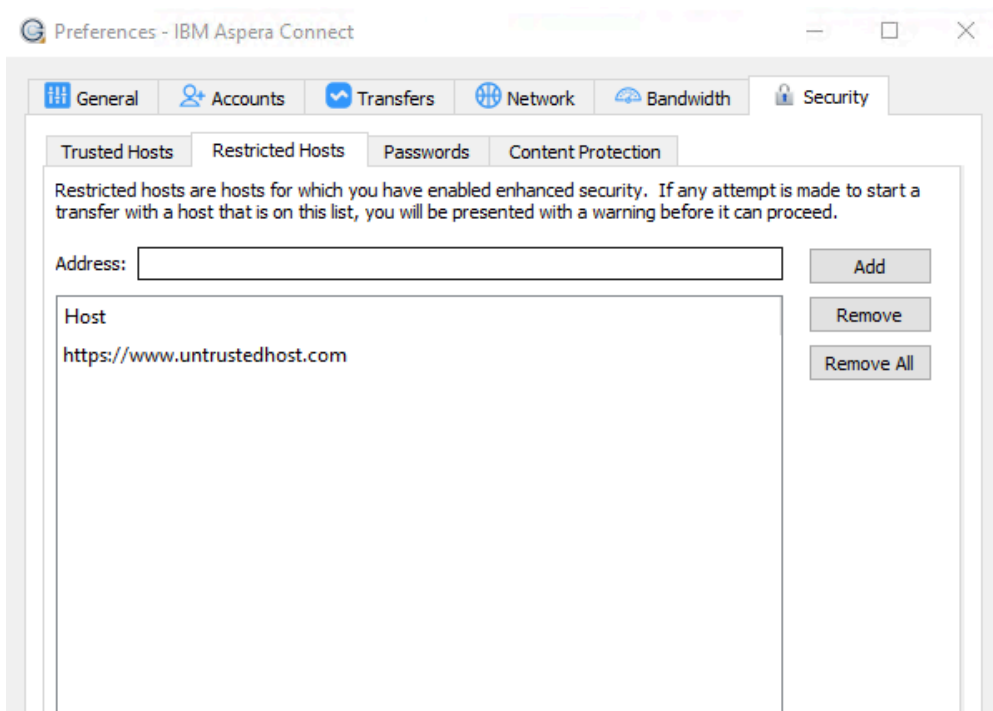 Preferences - IBM Aspera Connect
General Accounts Transfers Network Bandwidth Security
Trusted Hosts Restricted Hosts Passwords Content Protection
Restricted hosts are hosts for which you have enabled enhanced security. If any attempt is made to start a
transfer with a host that is on this list, you will be presented with a warning before it can proceed.
Address:
Add
Host
Remove
https://www.untrustedhost.com
Remove All